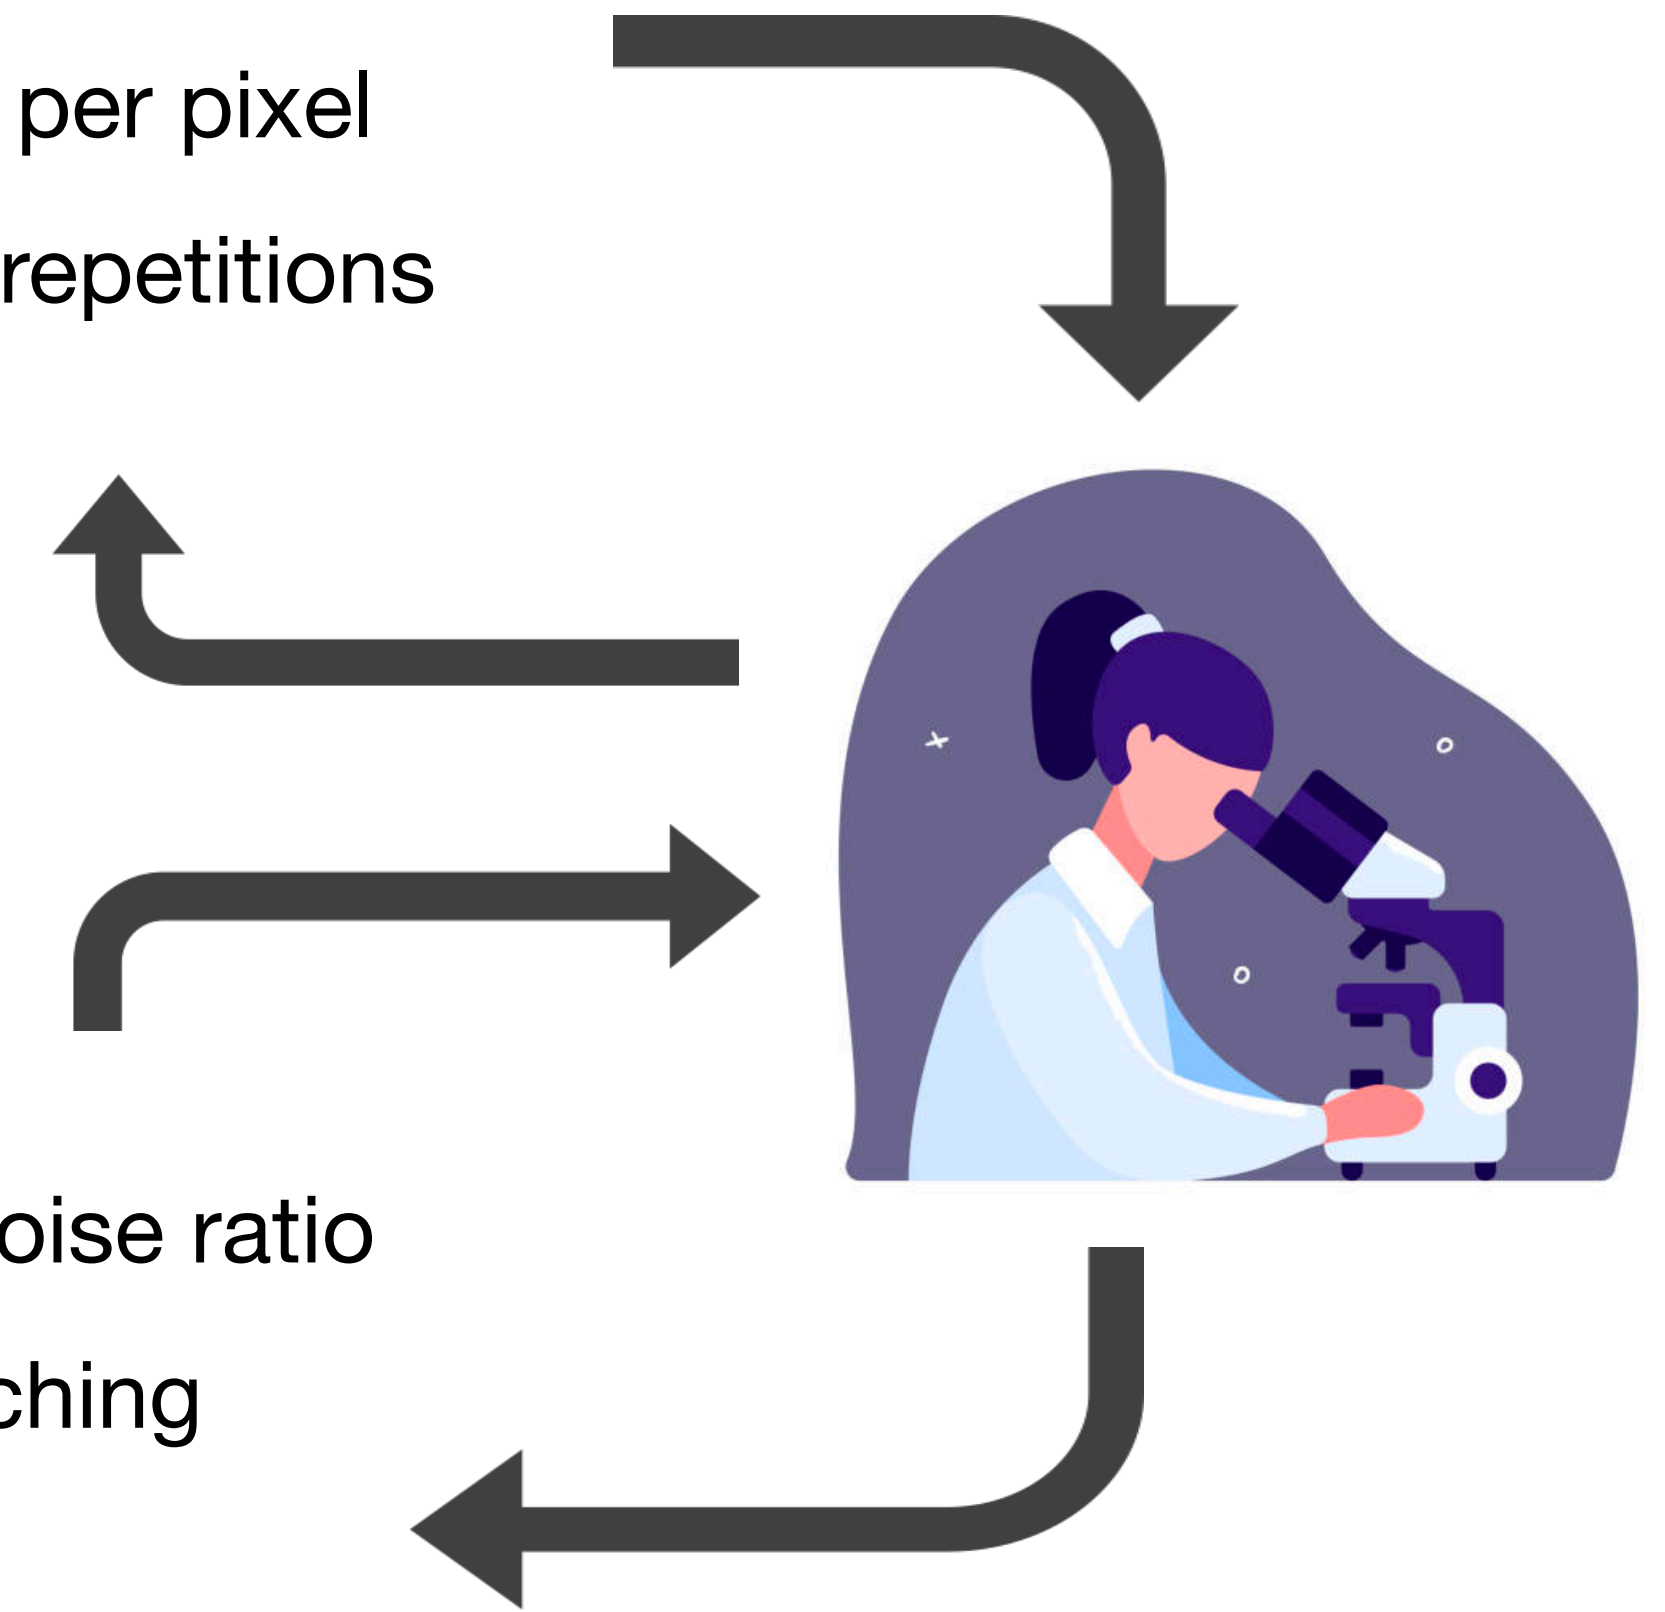 per pixel
repetitions
oise ratio
ching